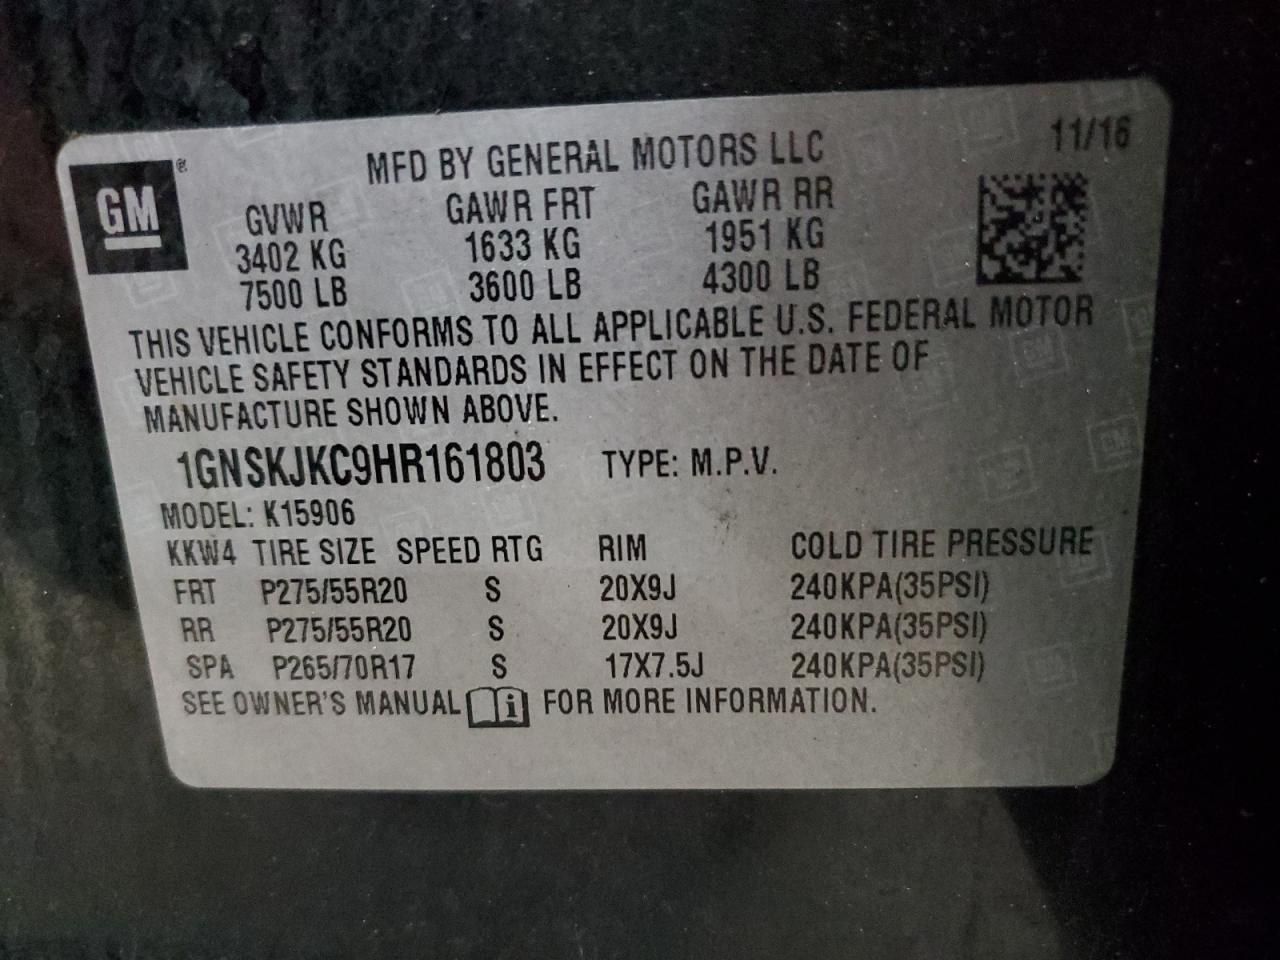 MFD BY GENERAL MOTORS LLC 11/16
GM®
GVWR GAWR FRT GAWR RR
3402 KG 1633 KG 1951 KG
7500 LB 3600 LB 4300 LB
THIS VEHICLE CONFORMS TO ALL APPLICABLE U.S. FEDERAL MOTOR
VEHICLE SAFETY STANDARDS IN EFFECT ON THE DATE OF
MANUFACTURE SHOWN ABOVE.
1GNSKJKC9HR161803 TYPE: M.P.V.
MODEL: K15906
KKW4 TIRE SIZE SPEED RTG RIM COLD TIRE PRESSURE
FRT P275/55R20 S 20X9J 240KPA(35PSI)
RR P275/55R20 S 20X9J 240KPA(35PSI)
SPA P265/70R17 S 17X7.5J 240KPA(35PSI)
SEE OWNER'S MANUAL i FOR MORE INFORMATION.